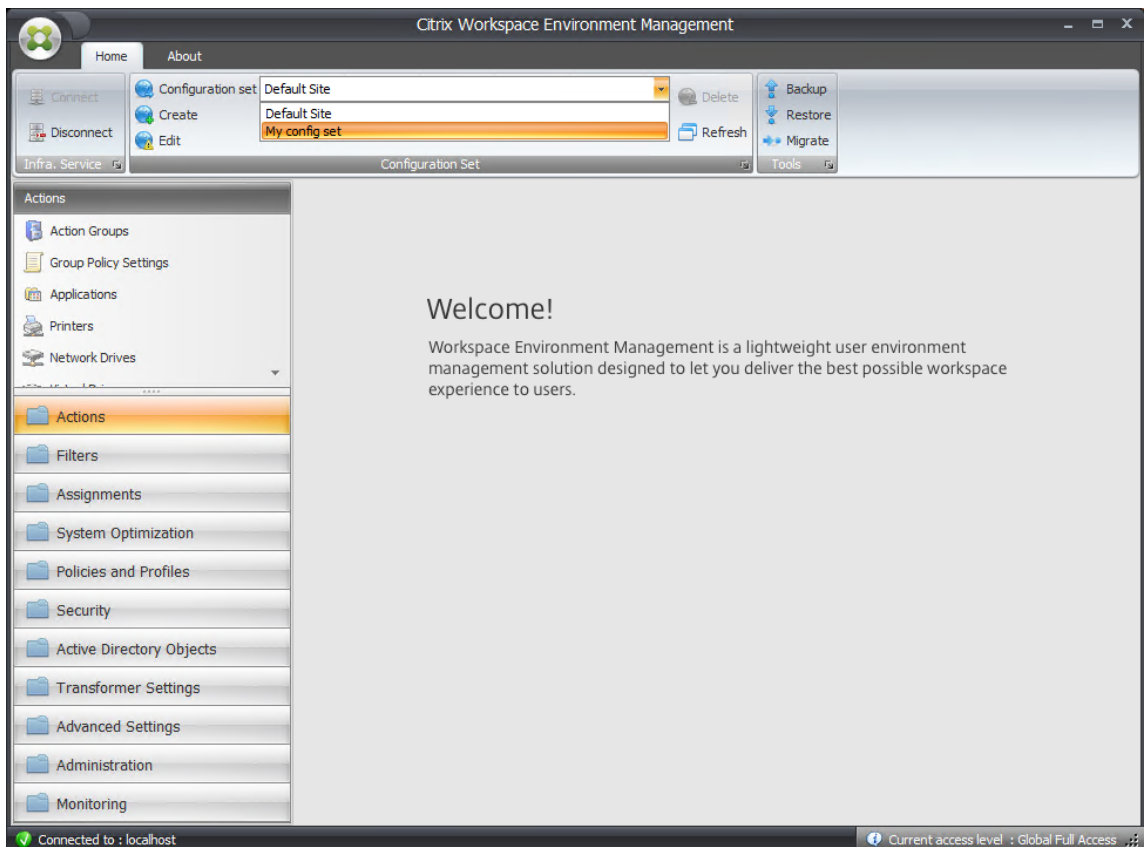 Citrix Workspace Environment Management
Home About
Connect
Disconnect
Infra. Service
Configuration set Default Site
Create
Edit
Default Site
My config set
Delete
Refresh
Configuration Set
Backup
Restore
Migrate
Tools
Actions
Action Groups
Group Policy Settings
Applications
Printers
Network Drives
Actions
Filters
Assignments
System Optimization
Policies and Profiles
Security
Active Directory Objects
Transformer Settings
Advanced Settings
Administration
Monitoring
Welcome!
Workspace Environment Management is a lightweight user environment
management solution designed to let you deliver the best possible workspace
experience to users.
Connected to : localhost
Current access level : Global Full Access